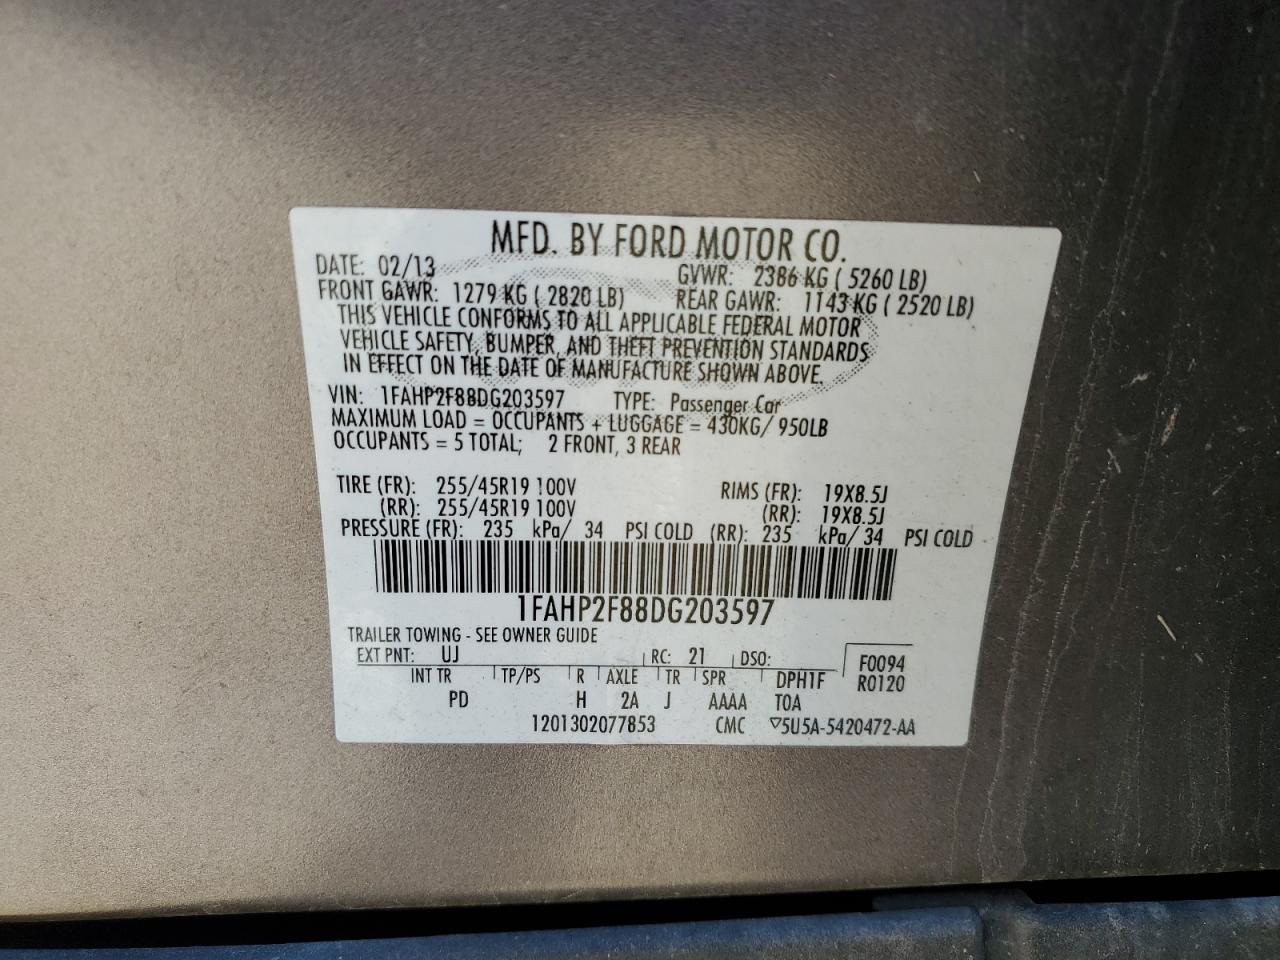 MFD. BY FORD MOTOR CO.
DATE: 02/13 GVWR: 2386 KG ( 5260 LB)
FRONT GAWR: 1279 KG ( 2820 LB) REAR GAWR: 1143 KG ( 2520 LB)
THIS VEHICLE CONFORMS TO ALL APPLICABLE FEDERAL MOTOR
VEHICLE SAFETY, BUMPER, AND THEFT PREVENTION STANDARDS
IN EFFECT ON THE DATE OF MANUFACTURE SHOWN ABOVE.
VIN: 1FAHP2F88DG203597 TYPE: Passenger Car
MAXIMUM LOAD = OCCUPANTS + LUGGAGE = 430KG/ 950LB
OCCUPANTS = 5 TOTAL; 2 FRONT, 3 REAR
TIRE (FR): 255/45R19 100V RIMS (FR): 19X8.5J
(RR): 255/45R19 100V (RR): 19X8.5J
PRESSURE (FR): 235 kPa/ 34 PSI COLD (RR): 235 kPa/ 34 PSI COLD
1FAHP2F88DG203597
TRAILER TOWING - SEE OWNER GUIDE
EXT PNT: UJ RC: 21 DSO: F0094
INT TR TP/PS R AXLE TR SPR DPH1F R0120
PD H 2A J AAAA TOA
1201302077853 CMC ▽5U5A-5420472-AA